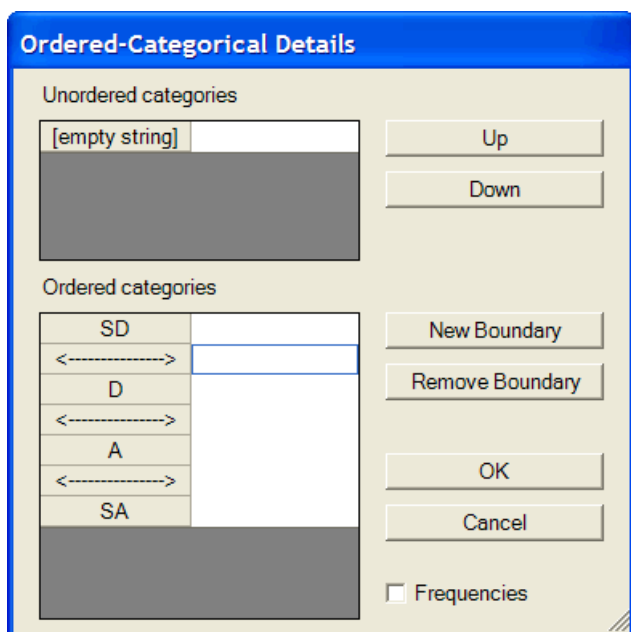 Ordered-Categorical Details
Unordered categories
[empty string]
Up
Down
Ordered categories
SD
<--------------->
D
<--------------->
A
<--------------->
SA
New Boundary
Remove Boundary
OK
Cancel
Frequencies